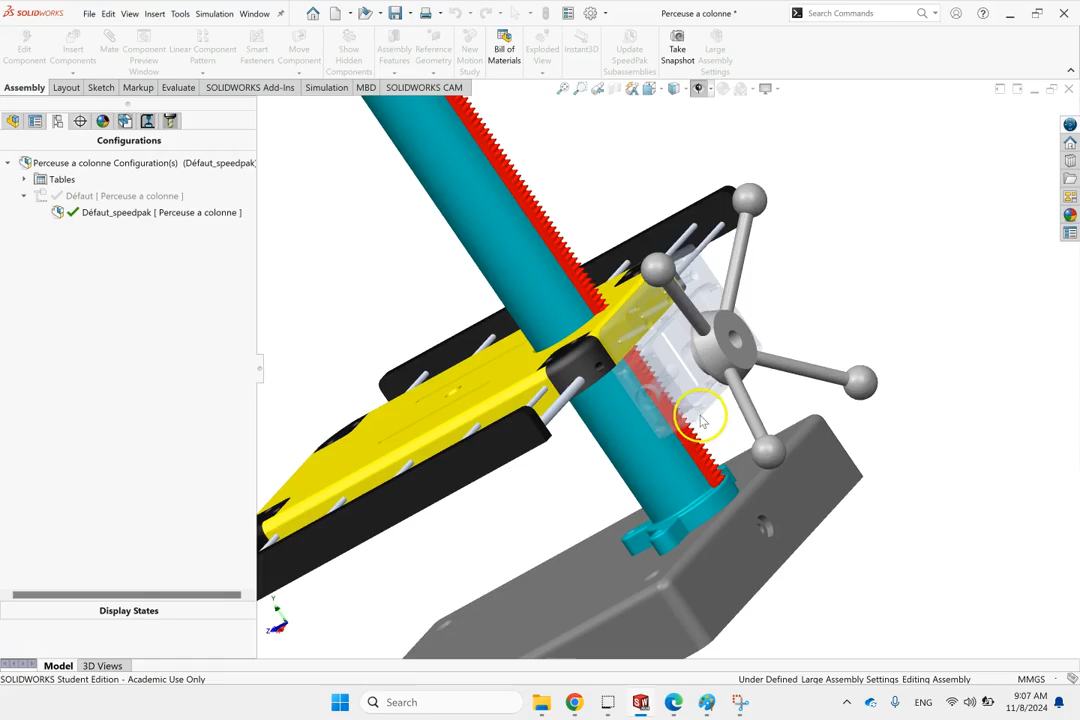 SOLIDWORKS File Edit View Insert Tools Simulation Window Perceuse a colonne * Search Commands
Edit Component Insert Components Mate Component Preview Window Linear Component Pattern Smart Fasteners Move Component Show Hidden Components Assembly Features Reference Geometry New Motion Study Bill of Materials Exploded View Instant3D Update SpeedPak Subassemblies Take Snapshot Large Assembly Settings
Assembly Layout Sketch Markup Evaluate SOLIDWORKS Add-Ins Simulation MBD SOLIDWORKS CAM
Configurations
Perceuse a colonne Configuration(s) (Défaut_speedpak)
Tables
Défaut [ Perceuse a colonne ]
Défaut_speedpak [ Perceuse a colonne ]
Y
Z
Display States
Model 3D Views
SOLIDWORKS Student Edition - Academic Use Only Under Defined Large Assembly Settings Editing Assembly MMGS
Search ENG 9:07 AM
11/8/2024